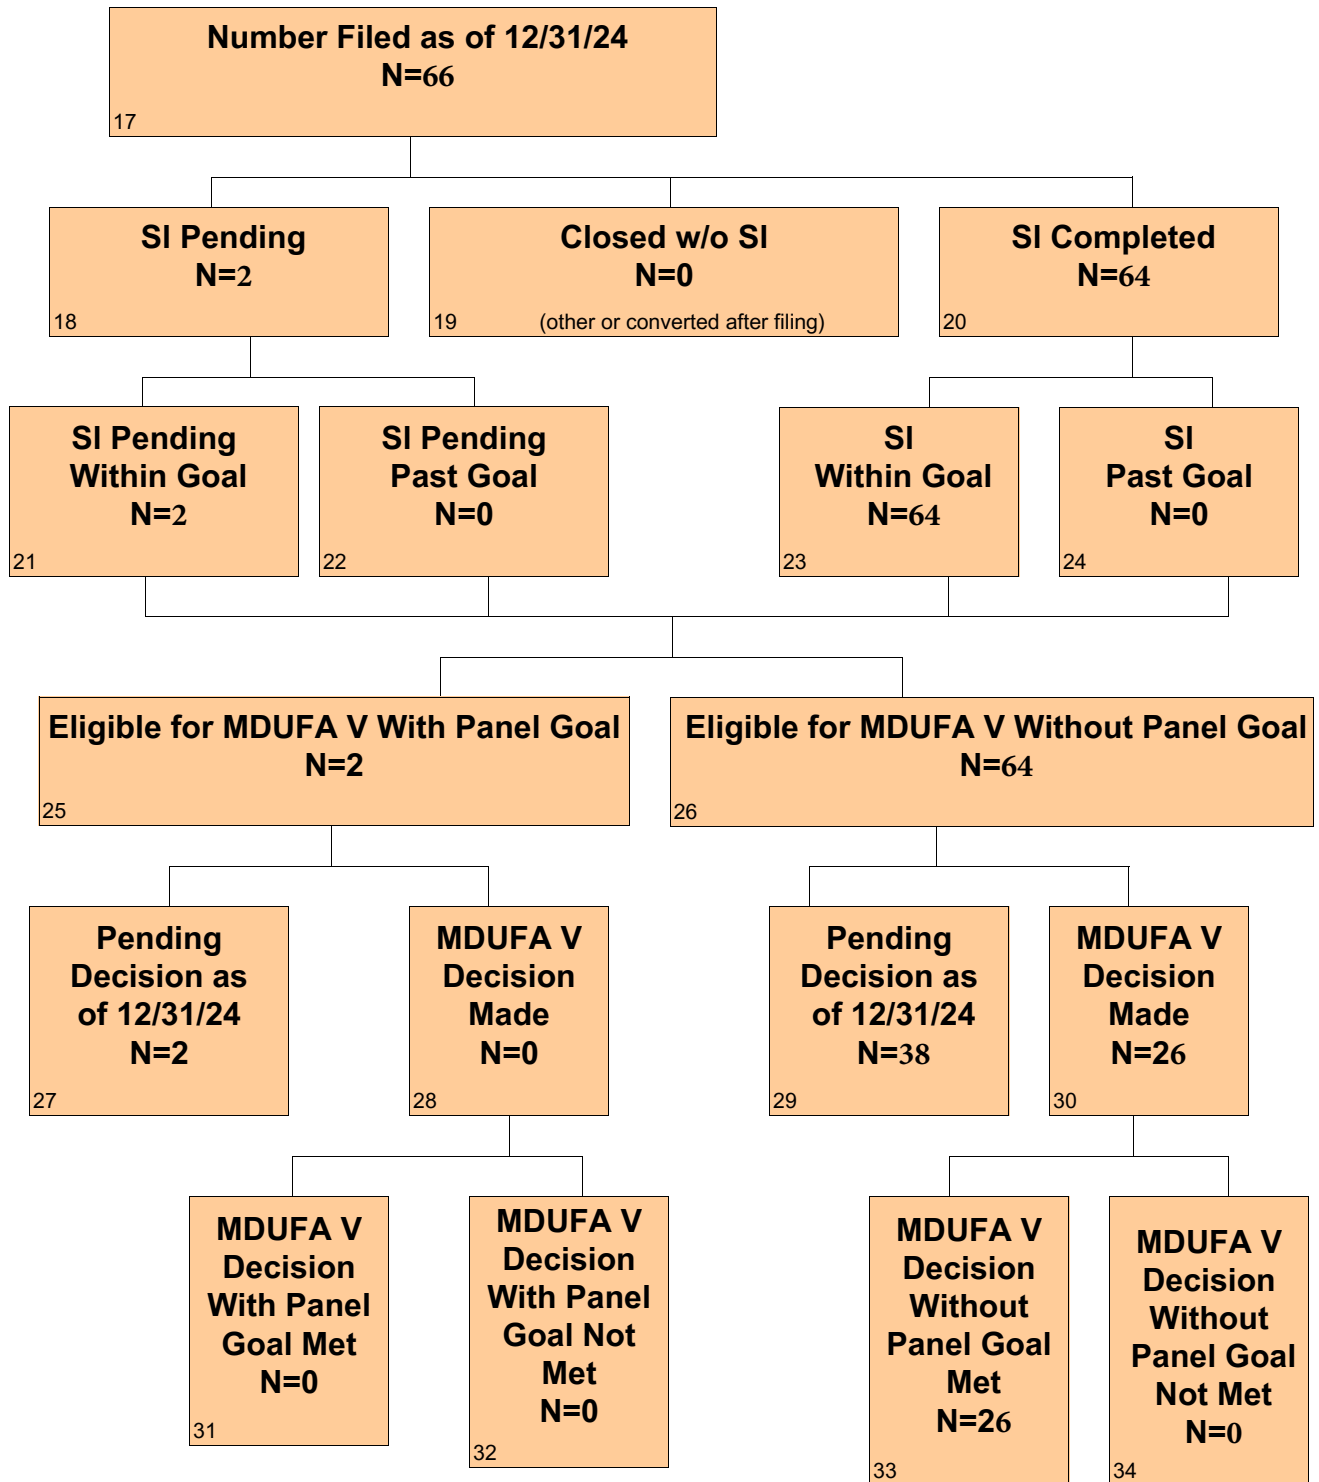 Number Filed as of 12/31/24
N=66
17
SI Pending
N=2
18
Closed w/o SI
N=0
19 (other or converted after filing)
SI Completed
N=64
20
SI Pending
Within Goal
N=2
21
SI Pending
Past Goal
N=0
22
SI
Within Goal
N=64
23
SI
Past Goal
N=0
24
Eligible for MDUFA V With Panel Goal
N=2
25
Eligible for MDUFA V Without Panel Goal
N=64
26
Pending
Decision as
of 12/31/24
N=2
27
MDUFA V
Decision
Made
N=0
28
Pending
Decision as
of 12/31/24
N=38
29
MDUFA V
Decision
Made
N=26
30
MDUFA V
Decision
With Panel
Goal Met
N=0
31
MDUFA V
Decision
With Panel
Goal Not
Met
N=0
32
MDUFA V
Decision
Without
Panel Goal
Met
N=26
33
MDUFA V
Decision
Without
Panel Goal
Not Met
N=0
34